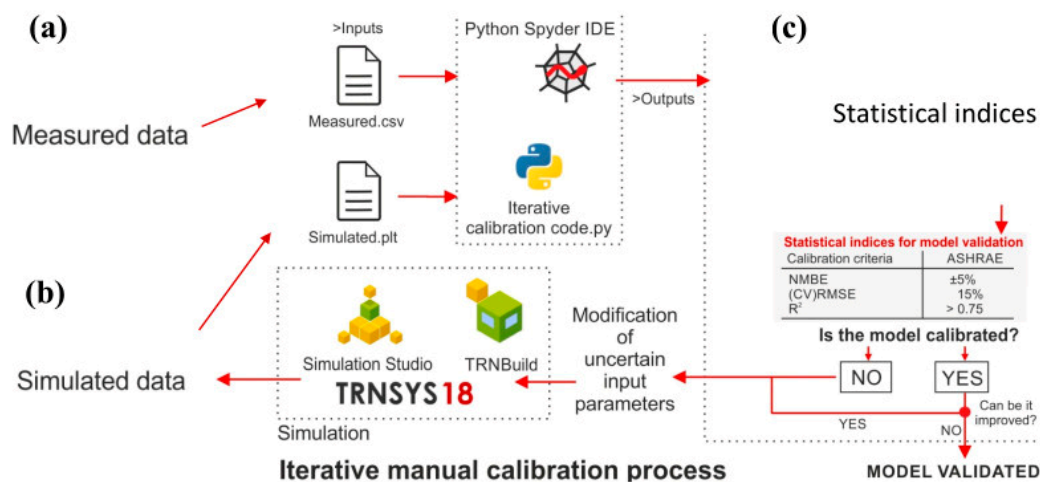 (a)
>Inputs
Python Spyder IDE
(c)
Measured data
Measured.csv
>Outputs
Statistical indices
Simulated.plt
Iterative
calibration code.py
Statistical indices for model validation
Calibration criteria ASHRAE
NMBE ±5%
(CV)RMSE 15%
R² > 0.75
(b)
Simulated data
Simulation Studio
TRNBuild
TRNSYS 18
Simulation
Modification
of
uncertain
input
parameters
Is the model calibrated?
NO
YES
Can be it
improved?
YES
NO
Iterative manual calibration process
MODEL VALIDATED